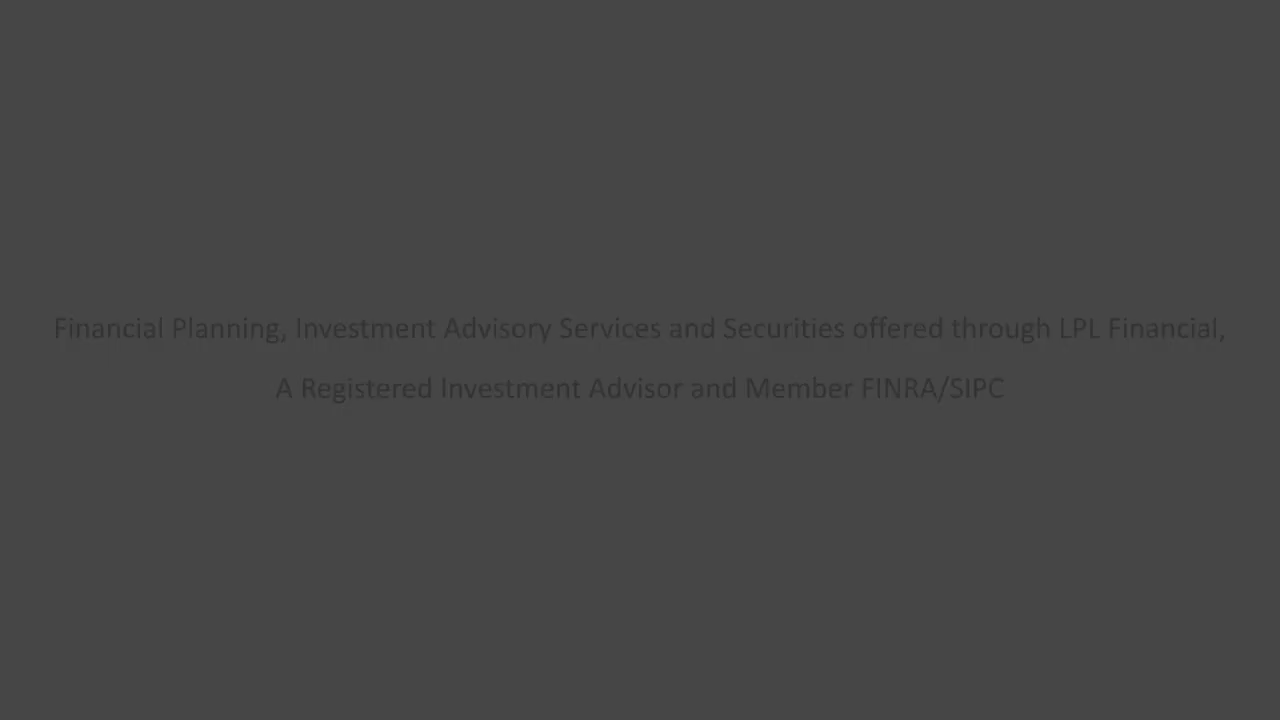 Financial Planning, Investment Advisory Services and Securities offered through LPL Financial,
A Registered Investment Advisor and Member FINRA/SIPC